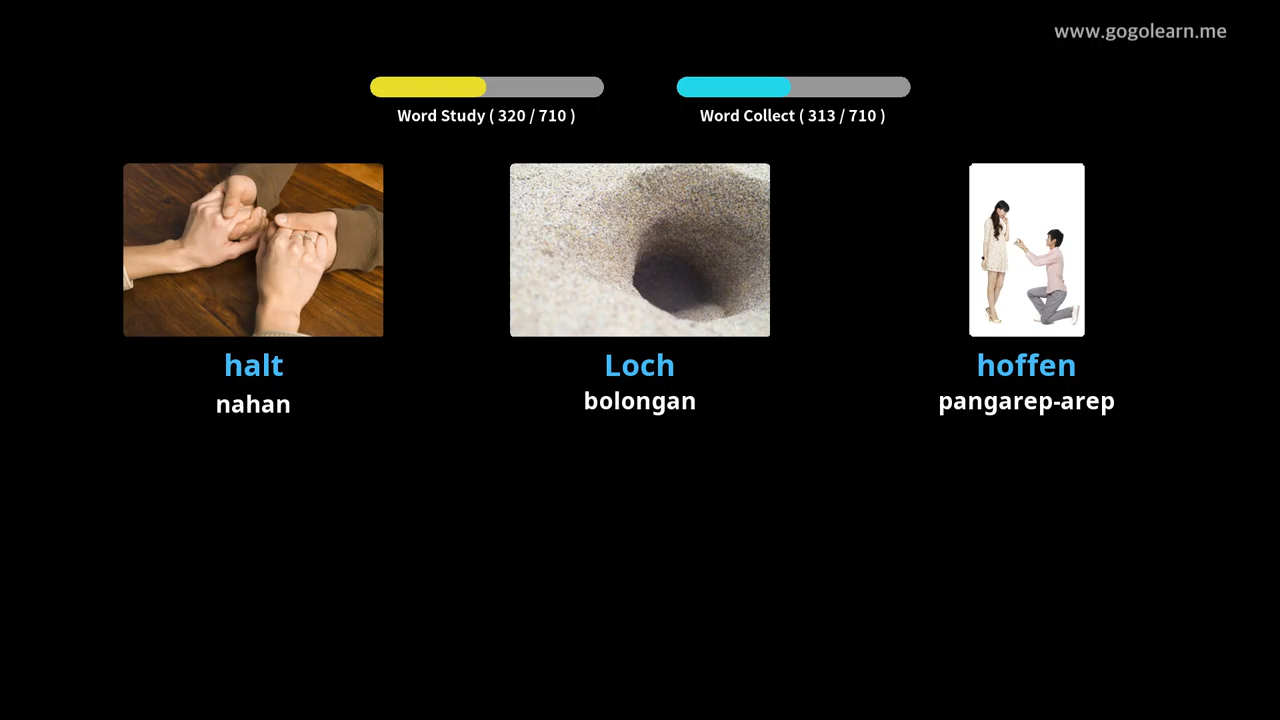 www.gogolearn.me
Word Study ( 320 / 710 )
Word Collect ( 313 / 710 )
halt
nahan
Loch
bolongan
hoffen
pangarep-arep